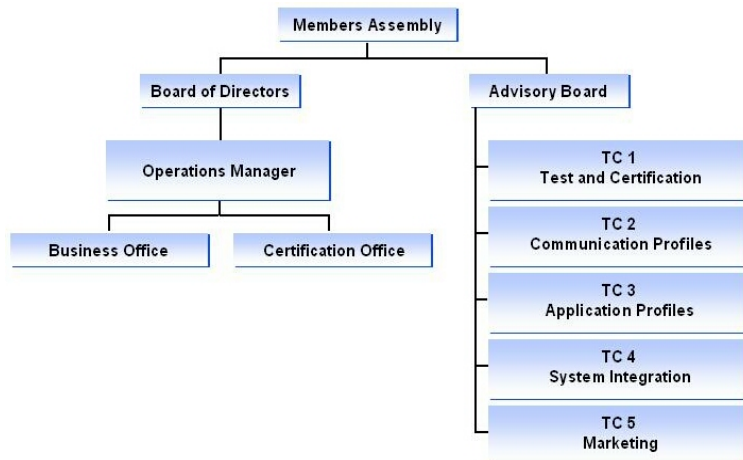 Members Assembly
Board of Directors
Advisory Board
Operations Manager
Business Office
Certification Office
TC 1
Test and Certification
TC 2
Communication Profiles
TC 3
Application Profiles
TC 4
System Integration
TC 5
Marketing